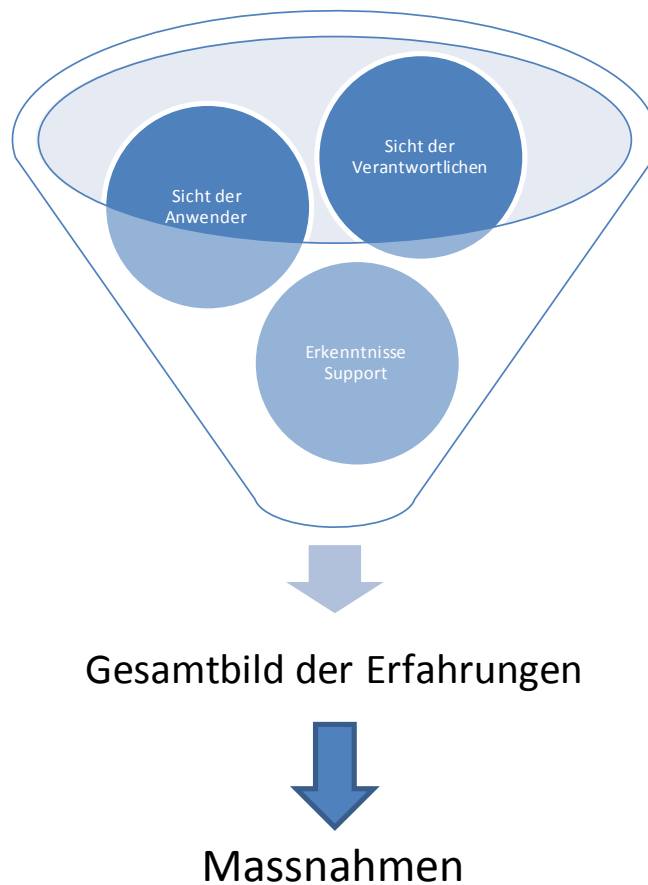 Sicht der
Verantwortlichen
Sicht der
Anwender
Erkenntnisse
Support
Gesamtbild der Erfahrungen
Massnahmen